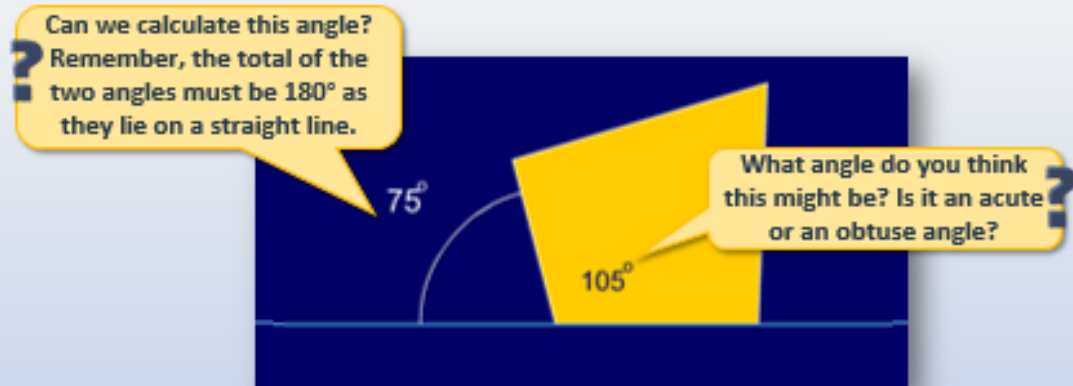 Can we calculate this angle?
Remember, the total of the
two angles must be 180° as
they lie on a straight line.
?
75°
What angle do you think
this might be? Is it an acute
or an obtuse angle?
?
105°